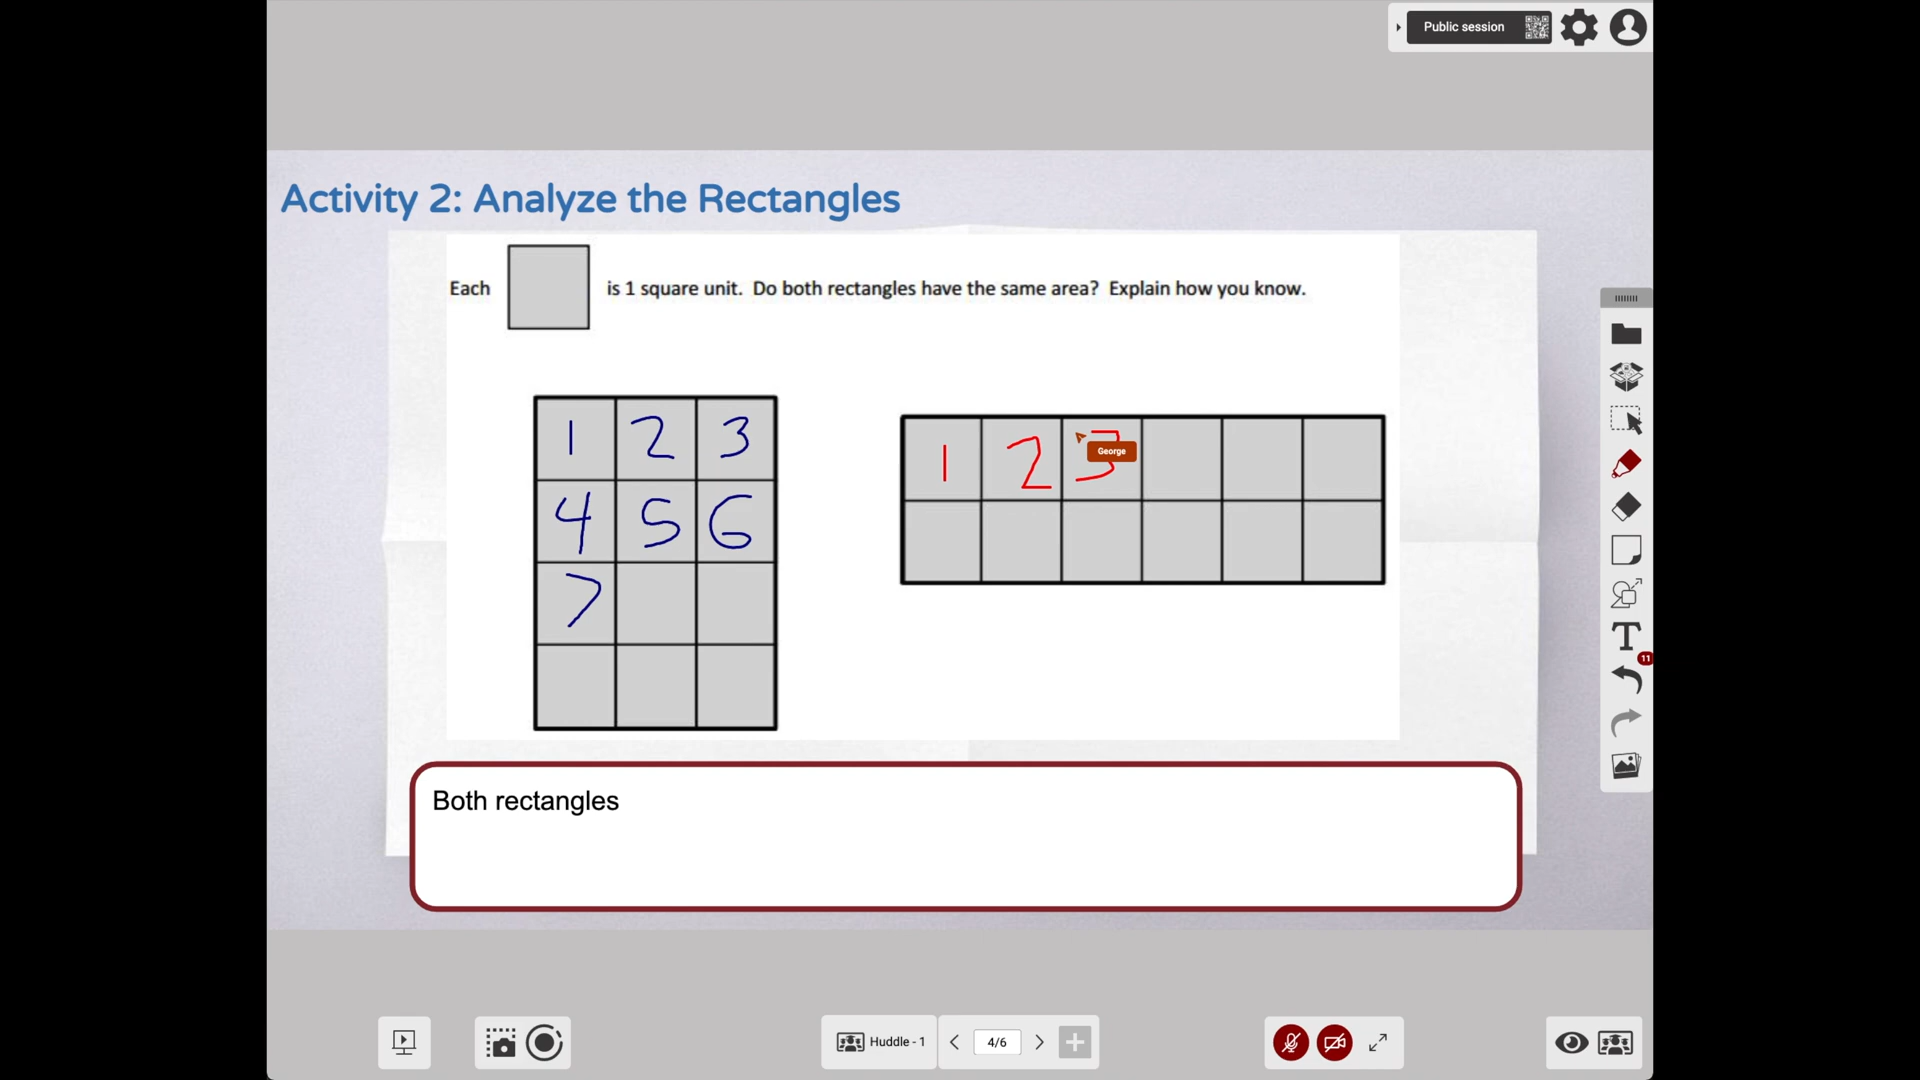 Public session
Activity 2: Analyze the Rectangles
Each is 1 square unit. Do both rectangles have the same area? Explain how you know.
1 2 3
4 5 6
7
1 2 3
George
Both rectangles
T
11
Huddle - 1
4/6